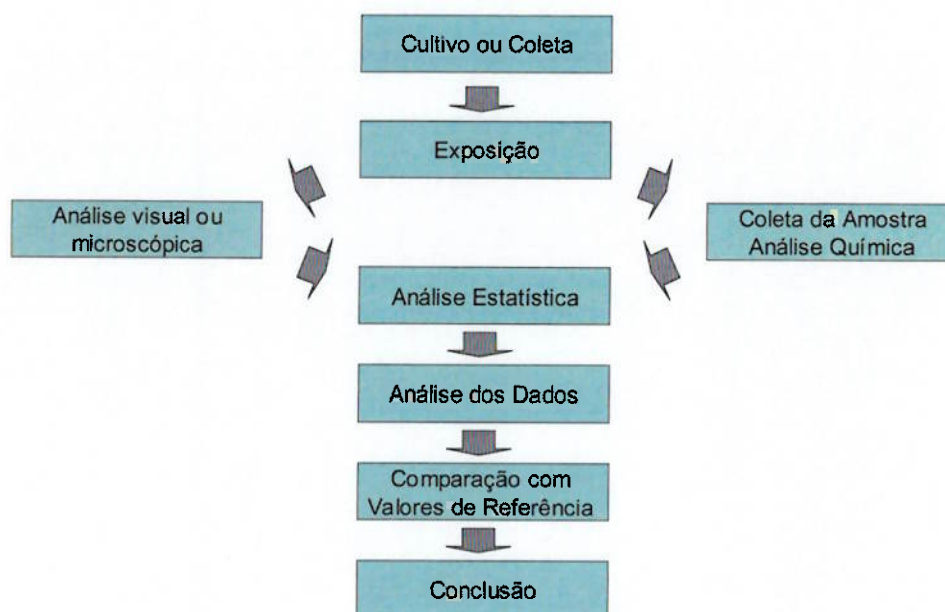 Cultivo ou Coleta
Exposição
Análise visual ou
microscópica
Coleta da Amostra
Análise Química
Análise Estatística
Análise dos Dados
Comparação com
Valores de Referência
Conclusão